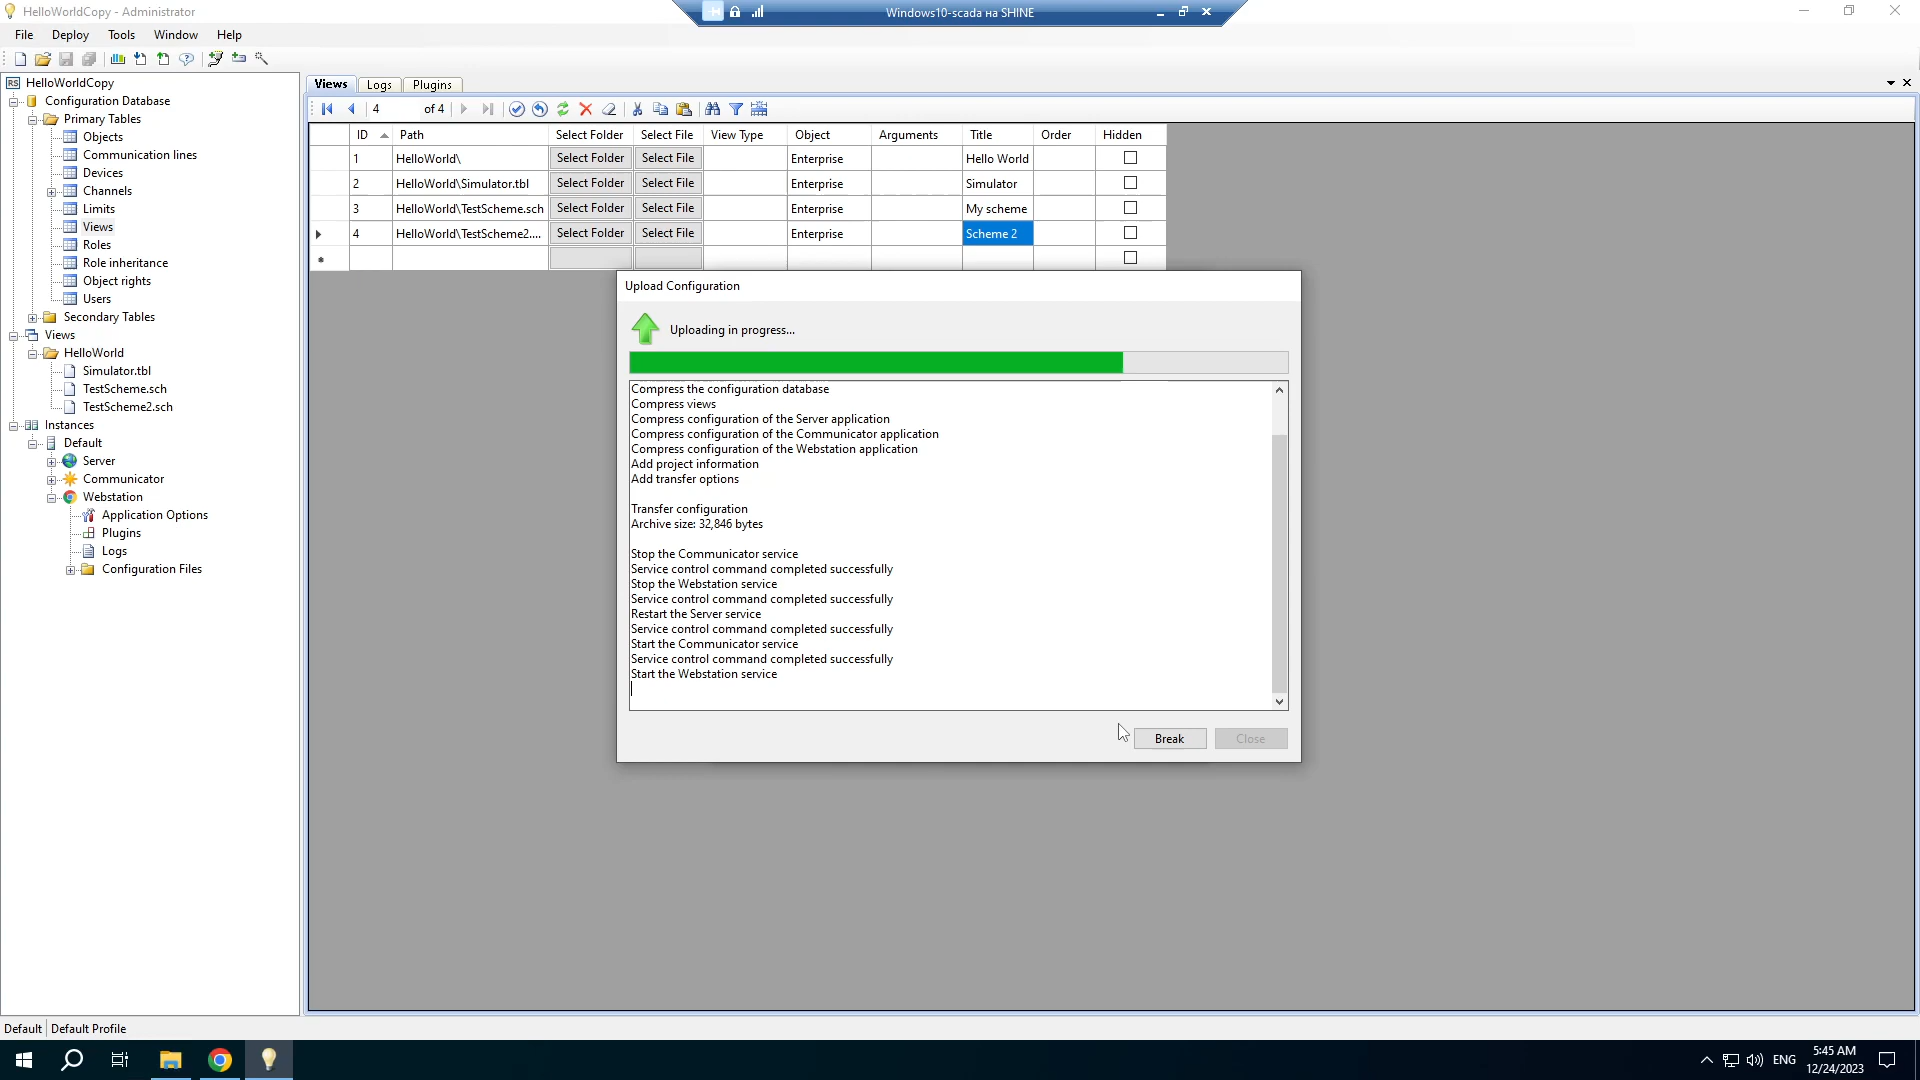 HelloWorldCopy - Administrator
Windows10-scada на SHINE
File Deploy Tools Window Help
RS HelloWorldCopy
Configuration Database
Primary Tables
Objects
Communication lines
Devices
Channels
Limits
Views
Roles
Role inheritance
Object rights
Users
Secondary Tables
Views
HelloWorld
Simulator.tbl
TestScheme.sch
TestScheme2.sch
Instances
Default
Server
Communicator
Webstation
Application Options
Plugins
Logs
Configuration Files
Views Logs Plugins
4 of 4
ID Path Select Folder Select File View Type Object Arguments Title Order Hidden
1 HelloWorld\ Select Folder Select File Enterprise Hello World
2 HelloWorld\Simulator.tbl Select Folder Select File Enterprise Simulator
3 HelloWorld\TestScheme.sch Select Folder Select File Enterprise My scheme
4 HelloWorld\TestScheme2.... Select Folder Select File Enterprise Scheme 2
Upload Configuration
Uploading in progress...
Compress the configuration database
Compress views
Compress configuration of the Server application
Compress configuration of the Communicator application
Compress configuration of the Webstation application
Add project information
Add transfer options
Transfer configuration
Archive size: 32,846 bytes
Stop the Communicator service
Service control command completed successfully
Stop the Webstation service
Service control command completed successfully
Restart the Server service
Service control command completed successfully
Start the Communicator service
Service control command completed successfully
Start the Webstation service
Break Close
Default Default Profile
ENG
5:45 AM
12/24/2023